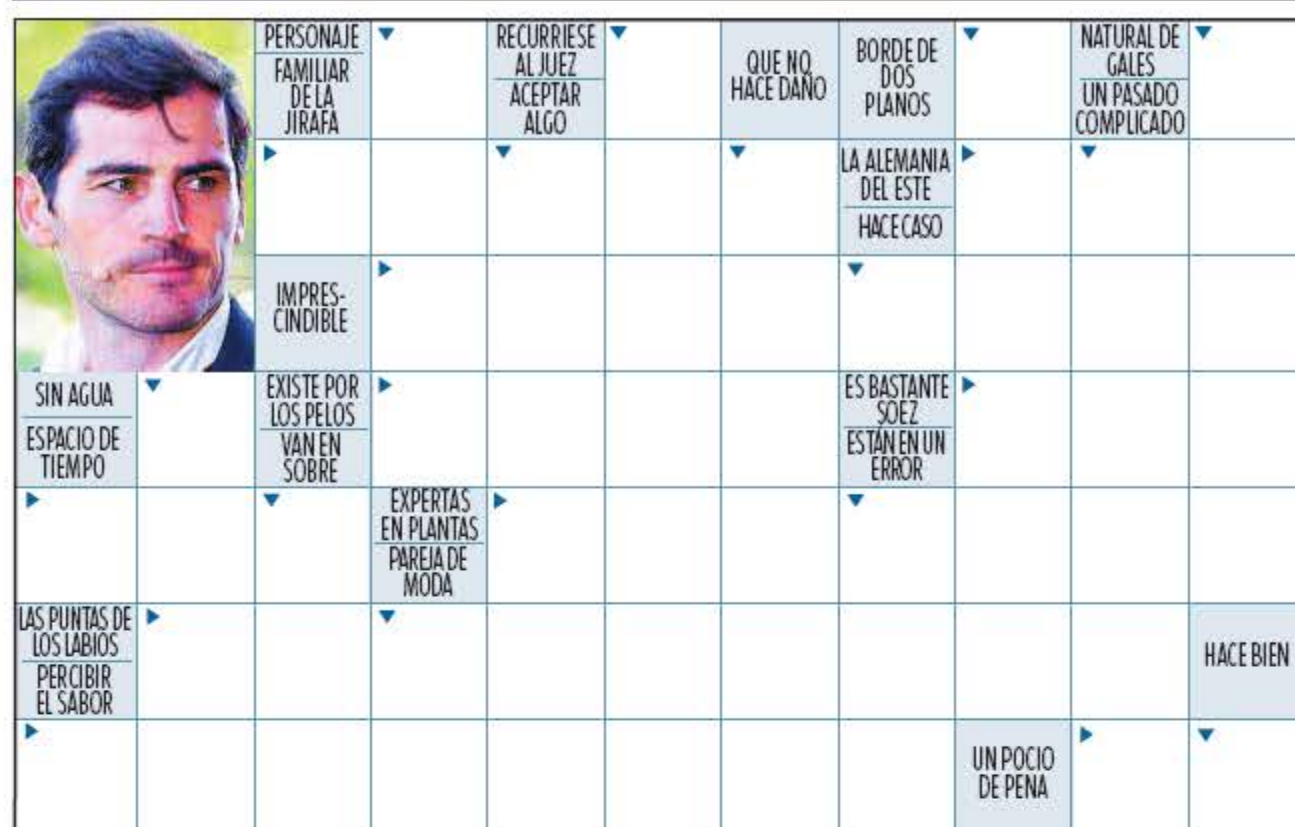 PERSONAJE
FAMILIAR
DE LA
JIRAFA
RECURRIESE
AL JUEZ
ACEPTAR
ALGO
QUE NO
HACE DAÑO
BORDE DE
DOS
PLANOS
NATURAL DE
GALES
UN PASADO
COMPLICADO
LA ALEMANIA
DEL ESTE
HACE CASO
IMPRES-
CINDIBLE
SIN AGUA
ESPACIO DE
TIEMPO
EXISTE POR
LOS PELOS
VAN EN
SOBRE
ES BASTANTE
SOEZ
ESTÁN EN UN
ERROR
EXPERTAS
EN PLANTAS
PAREJA DE
MODA
LAS PUNTAS DE
LOS LABIOS
PERCIBIR
EL SABOR
HACE BIEN
UN POCIO
DE PENA